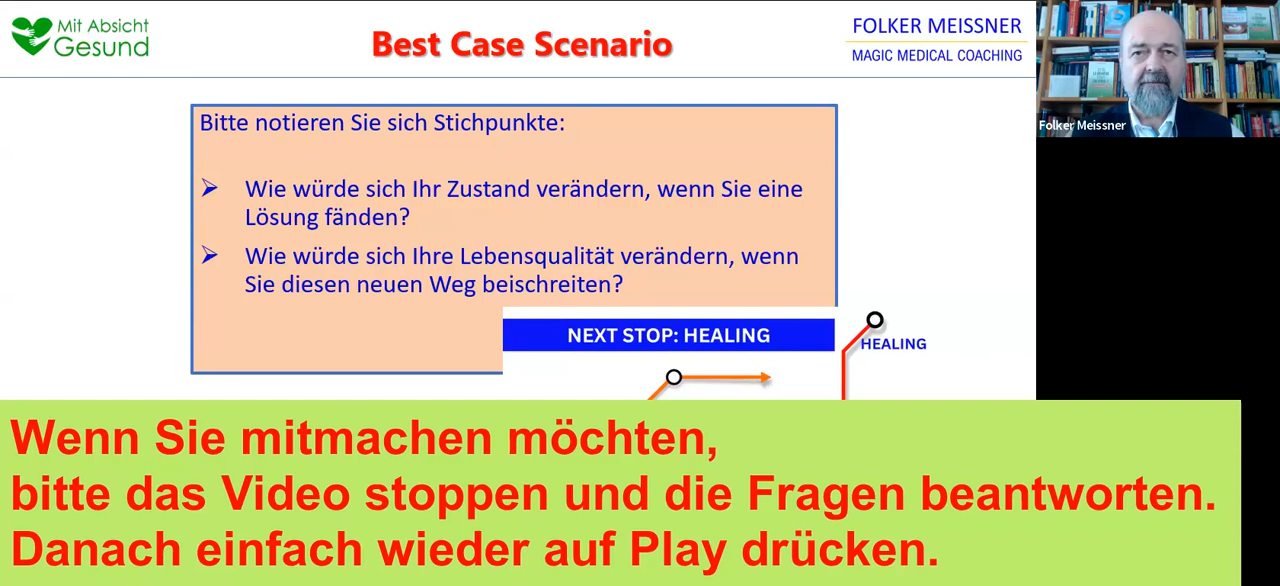 Mit Absicht
Gesund
Best Case Scenario
FOLKER MEISSNER
MAGIC MEDICAL COACHING
Folker Meissner
Bitte notieren Sie sich Stichpunkte:
Wie würde sich Ihr Zustand verändern, wenn Sie eine
Lösung fänden?
Wie würde sich Ihre Lebensqualität verändern, wenn
Sie diesen neuen Weg beischreiten?
NEXT STOP: HEALING
HEALING
Wenn Sie mitmachen möchten,
bitte das Video stoppen und die Fragen beantworten.
Danach einfach wieder auf Play drücken.